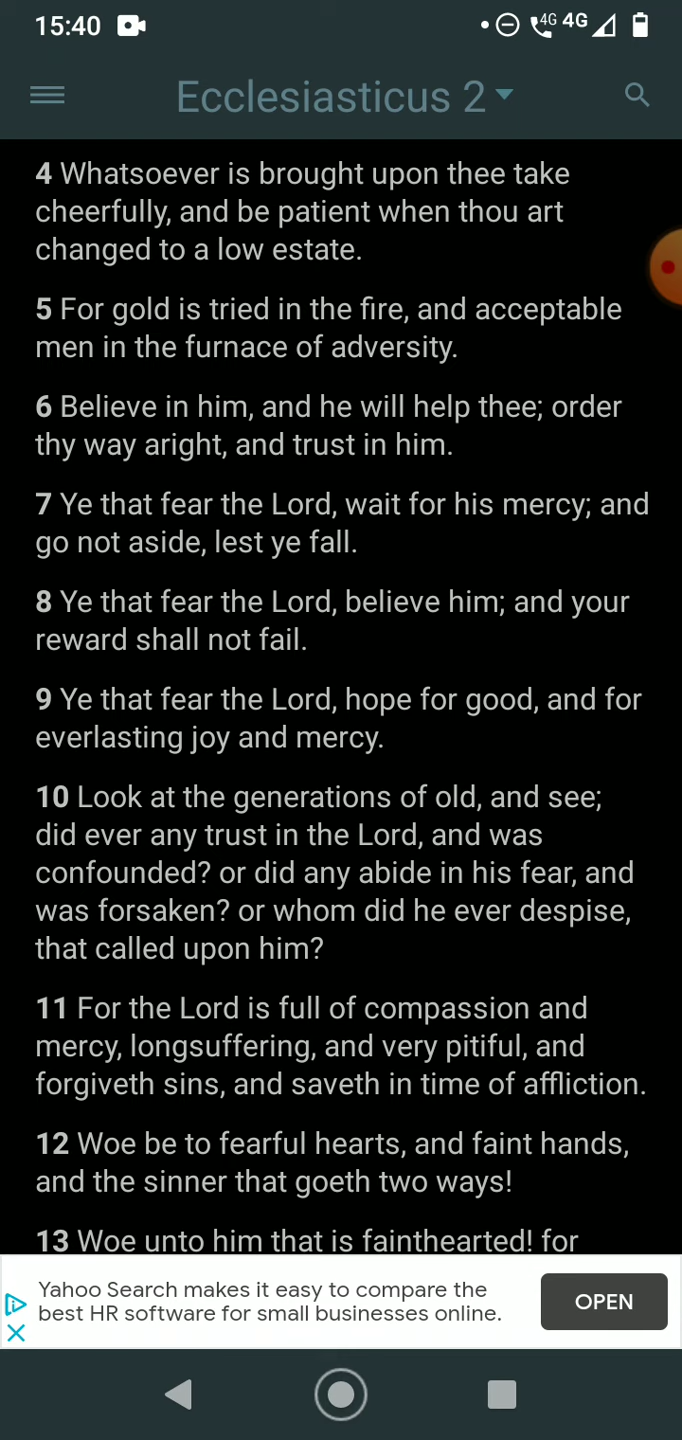 15:40
4G 4G
Ecclesiasticus 2
4 Whatsoever is brought upon thee take
cheerfully, and be patient when thou art
changed to a low estate.
5 For gold is tried in the fire, and acceptable
men in the furnace of adversity.
6 Believe in him, and he will help thee; order
thy way aright, and trust in him.
7 Ye that fear the Lord, wait for his mercy; and
go not aside, lest ye fall.
8 Ye that fear the Lord, believe him; and your
reward shall not fail.
9 Ye that fear the Lord, hope for good, and for
everlasting joy and mercy.
10 Look at the generations of old, and see;
did ever any trust in the Lord, and was
confounded? or did any abide in his fear, and
was forsaken? or whom did he ever despise,
that called upon him?
11 For the Lord is full of compassion and
mercy, longsuffering, and very pitiful, and
forgiveth sins, and saveth in time of affliction.
12 Woe be to fearful hearts, and faint hands,
and the sinner that goeth two ways!
13 Woe unto him that is fainthearted! for
Yahoo Search makes it easy to compare the
best HR software for small businesses online.
OPEN